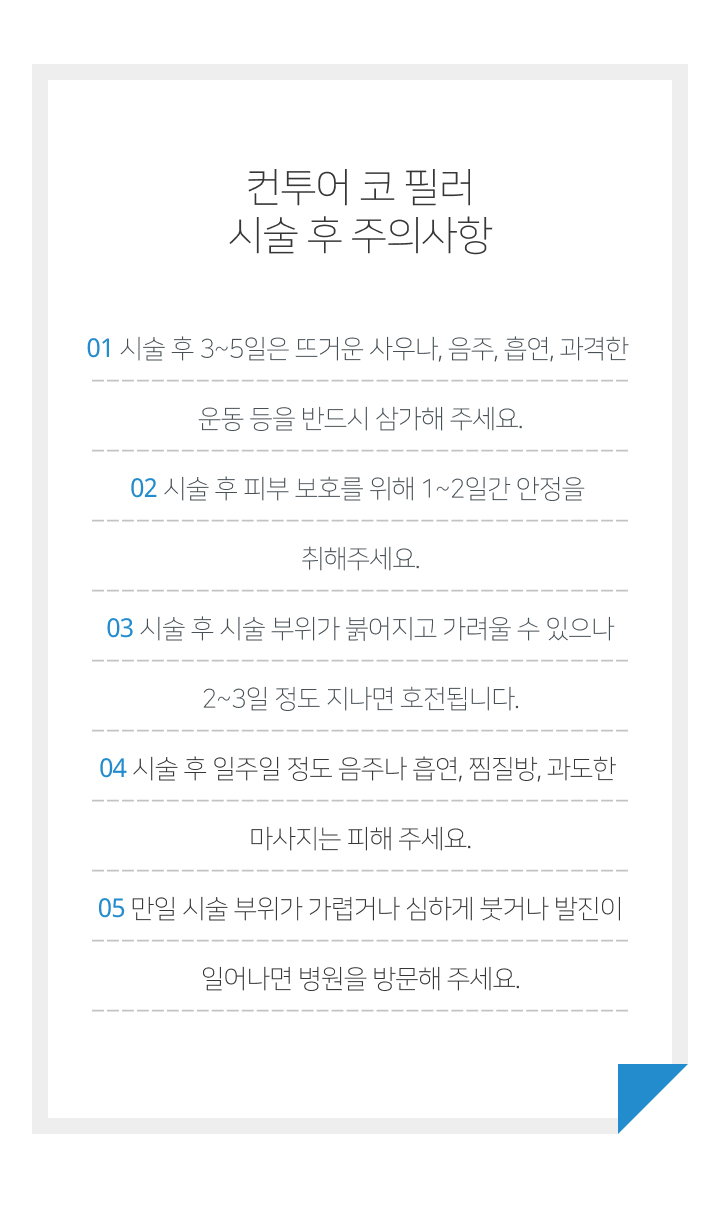 컨투어 코 필러
시술 후 주의사항
01 시술 후 3~5일은 뜨거운 사우나, 음주, 흡연, 과격한
운동 등을 반드시 삼가해 주세요.
02 시술 후 피부 보호를 위해 1~2일간 안정을
취해주세요.
03 시술 후 시술 부위가 붉어지고 가려울 수 있으나
2~3일 정도 지나면 호전됩니다.
04 시술 후 일주일 정도 음주나 흡연, 찜질방, 과도한
마사지는 피해 주세요.
05 만일 시술 부위가 가렵거나 심하게 붓거나 발진이
일어나면 병원을 방문해 주세요.